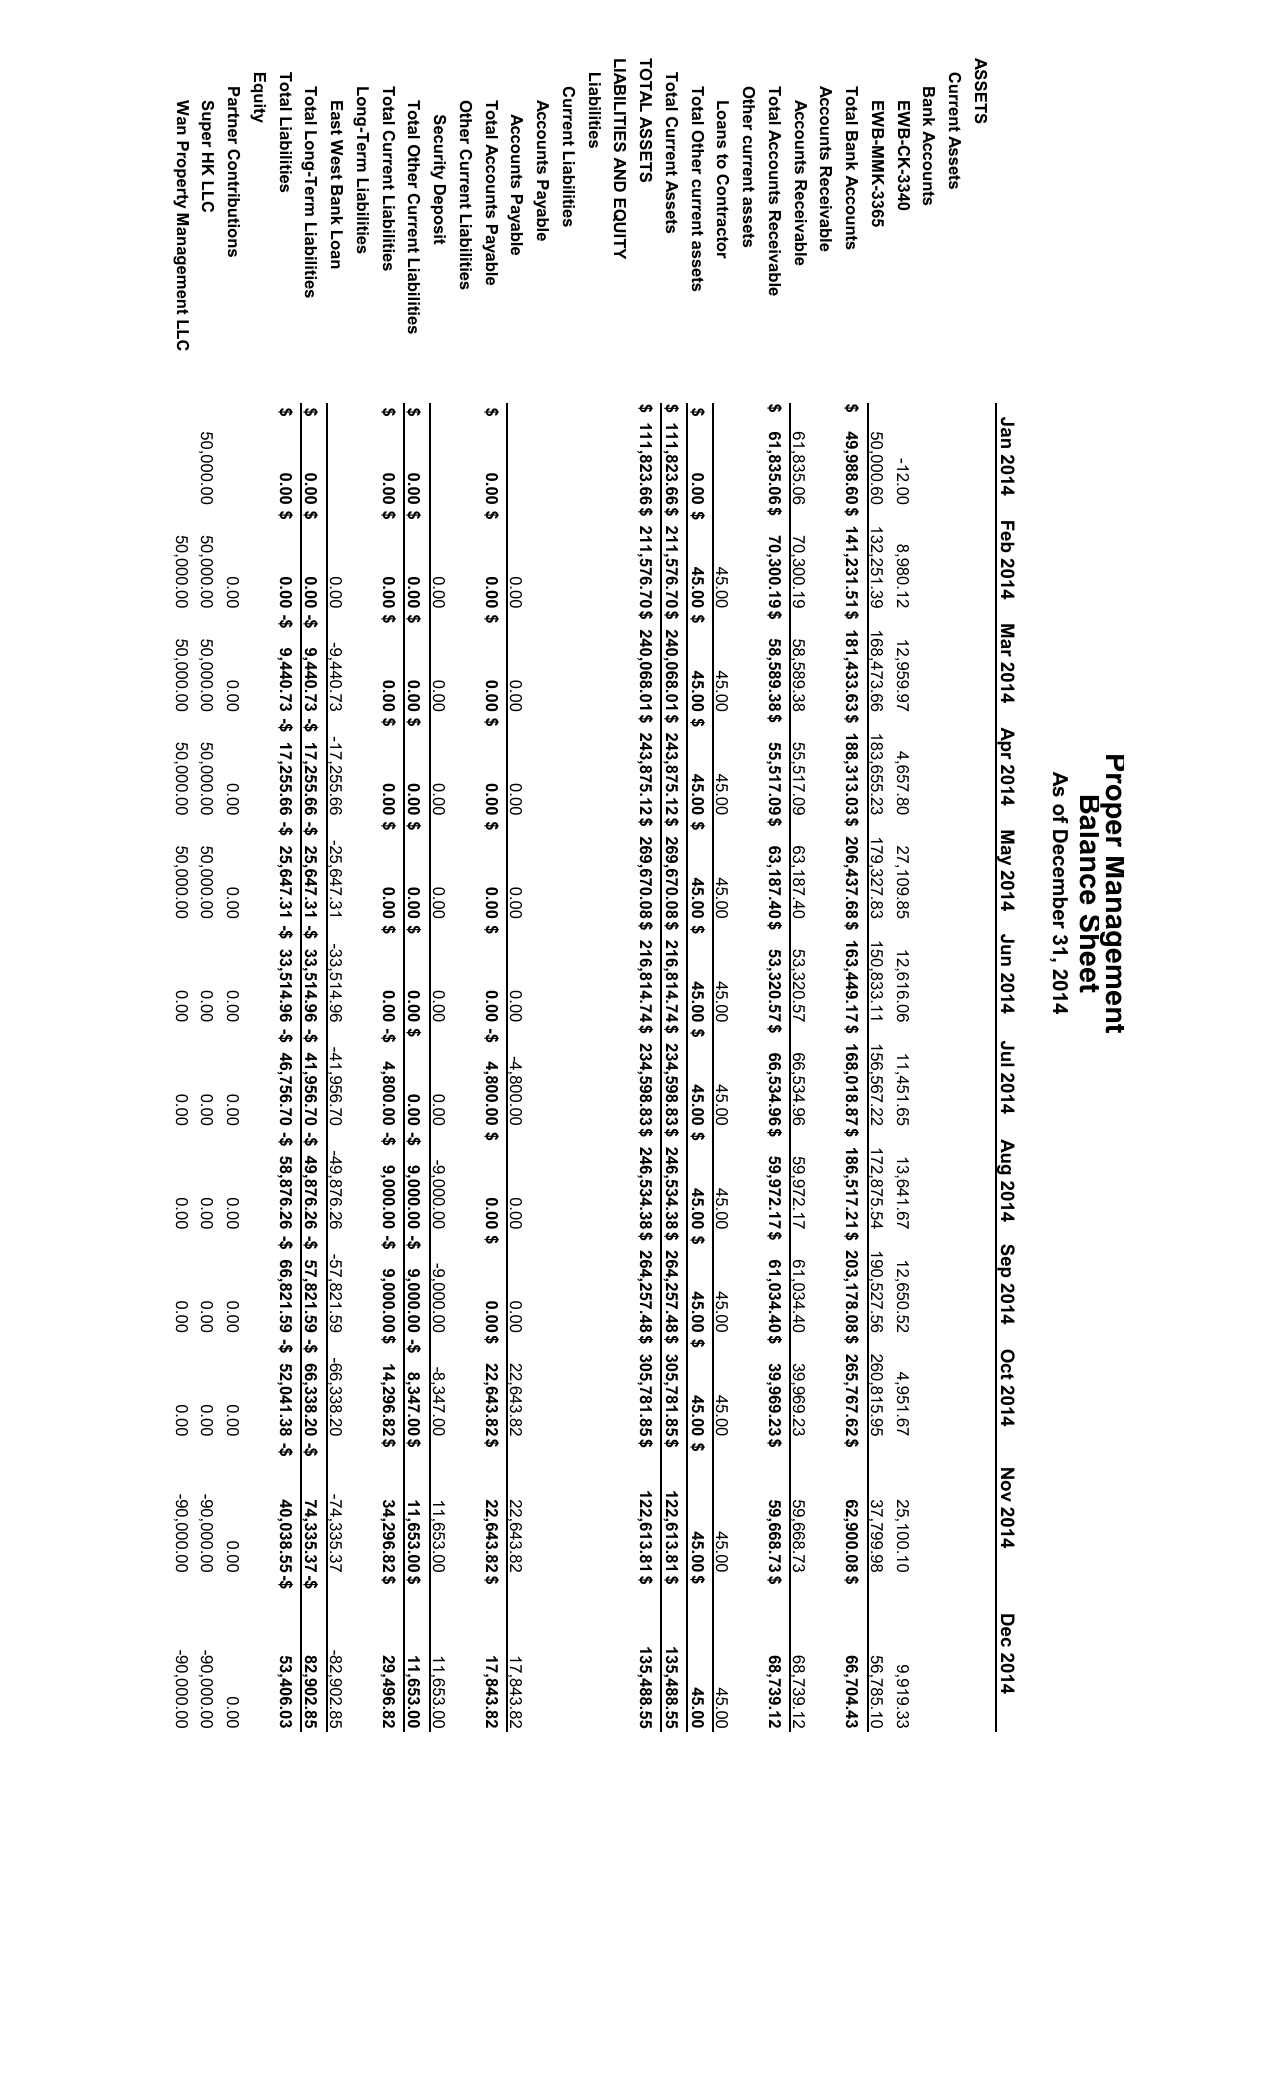 Proper Management
Balance Sheet
As of December 31, 2014
Jan 2014 Feb 2014 Mar 2014 Apr 2014 May 2014 Jun 2014 Jul 2014 Aug 2014 Sep 2014 Oct 2014 Nov 2014 Dec 2014
ASSETS
Current Assets
Bank Accounts
EWB-CK-3340 -12.00 8,980.12 12,959.97 4,657.80 27,109.85 12,616.06 11,451.65 13,641.67 12,650.52 4,951.67 25,100.10 9,919.33
EWB-MMK-3365 50,000.60 132,251.39 168,473.66 183,655.23 179,327.83 150,833.11 156,567.22 172,875.54 190,527.56 260,815.95 37,799.98 56,785.10
Total Bank Accounts $ 49,988.60 $ 141,231.51 $ 181,433.63 $ 188,313.03 $ 206,437.68 $ 163,449.17 $ 168,018.87 $ 186,517.21 $ 203,178.08 $ 265,767.62 $ 62,900.08 $ 66,704.43
Accounts Receivable
Accounts Receivable 61,835.06 70,300.19 58,589.38 55,517.09 63,187.40 53,320.57 66,534.96 59,972.17 61,034.40 39,969.23 59,668.73 68,739.12
Total Accounts Receivable $ 61,835.06 $ 70,300.19 $ 58,589.38 $ 55,517.09 $ 63,187.40 $ 53,320.57 $ 66,534.96 $ 59,972.17 $ 61,034.40 $ 39,969.23 $ 59,668.73 $ 68,739.12
Other current assets
Loans to Contractor 45.00 45.00 45.00 45.00 45.00 45.00 45.00 45.00 45.00 45.00 45.00
Total Other current assets $ 0.00 $ 45.00 $ 45.00 $ 45.00 $ 45.00 $ 45.00 $ 45.00 $ 45.00 $ 45.00 $ 45.00 $ 45.00 $ 45.00
Total Current Assets $ 111,823.66 $ 211,576.70 $ 240,068.01 $ 243,875.12 $ 269,670.08 $ 216,814.74 $ 234,598.83 $ 246,534.38 $ 264,257.48 $ 305,781.85 $ 122,613.81 $ 135,488.55
TOTAL ASSETS $ 111,823.66 $ 211,576.70 $ 240,068.01 $ 243,875.12 $ 269,670.08 $ 216,814.74 $ 234,598.83 $ 246,534.38 $ 264,257.48 $ 305,781.85 $ 122,613.81 $ 135,488.55
LIABILITIES AND EQUITY
Liabilities
Current Liabilities
Accounts Payable
Accounts Payable 0.00 0.00 0.00 0.00 0.00 -4,800.00 0.00 0.00 22,643.82 22,643.82 17,843.82
Total Accounts Payable $ 0.00 $ 0.00 $ 0.00 $ 0.00 $ 0.00 $ 0.00 -$ 4,800.00 $ 0.00 $ 0.00 $ 22,643.82 $ 22,643.82 $ 17,843.82
Other Current Liabilities
Security Deposit 0.00 0.00 0.00 0.00 0.00 0.00 -9,000.00 -9,000.00 -8,347.00 11,653.00 11,653.00
Total Other Current Liabilities $ 0.00 $ 0.00 $ 0.00 $ 0.00 $ 0.00 $ 0.00 $ 0.00 -$ 9,000.00 -$ 9,000.00 -$ 8,347.00 $ 11,653.00 $ 11,653.00
Total Current Liabilities $ 0.00 $ 0.00 $ 0.00 $ 0.00 $ 0.00 $ 0.00 -$ 4,800.00 -$ 9,000.00 -$ 9,000.00 $ 14,296.82 $ 34,296.82 $ 29,496.82
Long-Term Liabilities
East West Bank Loan 0.00 -9,440.73 -17,255.66 -25,647.31 -33,514.96 -41,956.70 -49,876.26 -57,821.59 -66,338.20 -74,335.37 -82,902.85
Total Long-Term Liabilities $ 0.00 $ 0.00 -$ 9,440.73 -$ 17,255.66 -$ 25,647.31 -$ 33,514.96 -$ 41,956.70 -$ 49,876.26 -$ 57,821.59 -$ 66,338.20 -$ 74,335.37 -$ 82,902.85
Total Liabilities $ 0.00 $ 0.00 -$ 9,440.73 -$ 17,255.66 -$ 25,647.31 -$ 33,514.96 -$ 46,756.70 -$ 58,876.26 -$ 66,821.59 -$ 52,041.38 -$ 40,038.55 -$ 53,406.03
Equity
Partner Contributions 0.00 0.00 0.00 0.00 0.00 0.00 0.00 0.00 0.00 0.00 0.00
Super HK LLC 50,000.00 50,000.00 50,000.00 50,000.00 50,000.00 0.00 0.00 0.00 0.00 0.00 -90,000.00 -90,000.00
Wan Property Management LLC 50,000.00 50,000.00 50,000.00 50,000.00 0.00 0.00 0.00 0.00 0.00 -90,000.00 -90,000.00